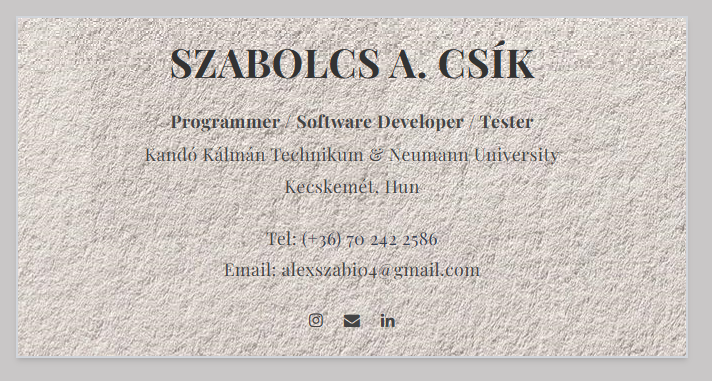 SZABOLCS A. CSÍK
Programmer / Software Developer / Tester
Kandó Kálmán Technikum & Neumann University
Kecskemét, Hun
Tel: (+36) 70 242 2586
Email: alexszabi04@gmail.com